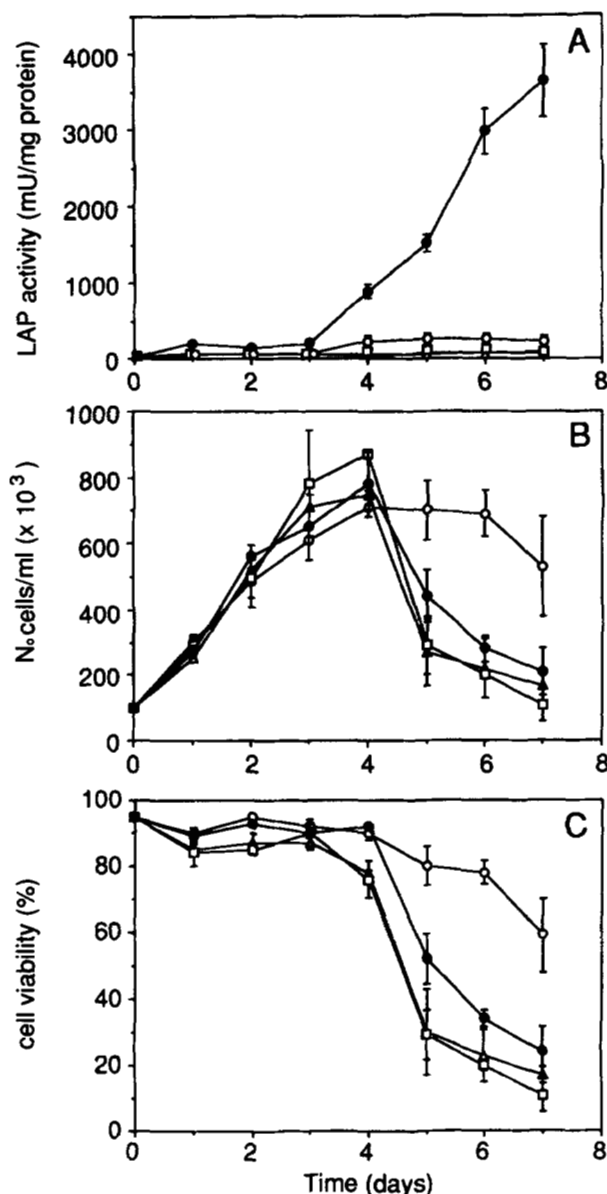 A
LAP activity (mU/mg protein)
4000
3000
2000
1000
0
0 2 4 6 8
B
N.cells/ml (x 10³)
1000
800
600
400
200
0
0 2 4 6 8
C
cell viability (%)
100
80
60
40
20
0
0 2 4 6 8
Time (days)